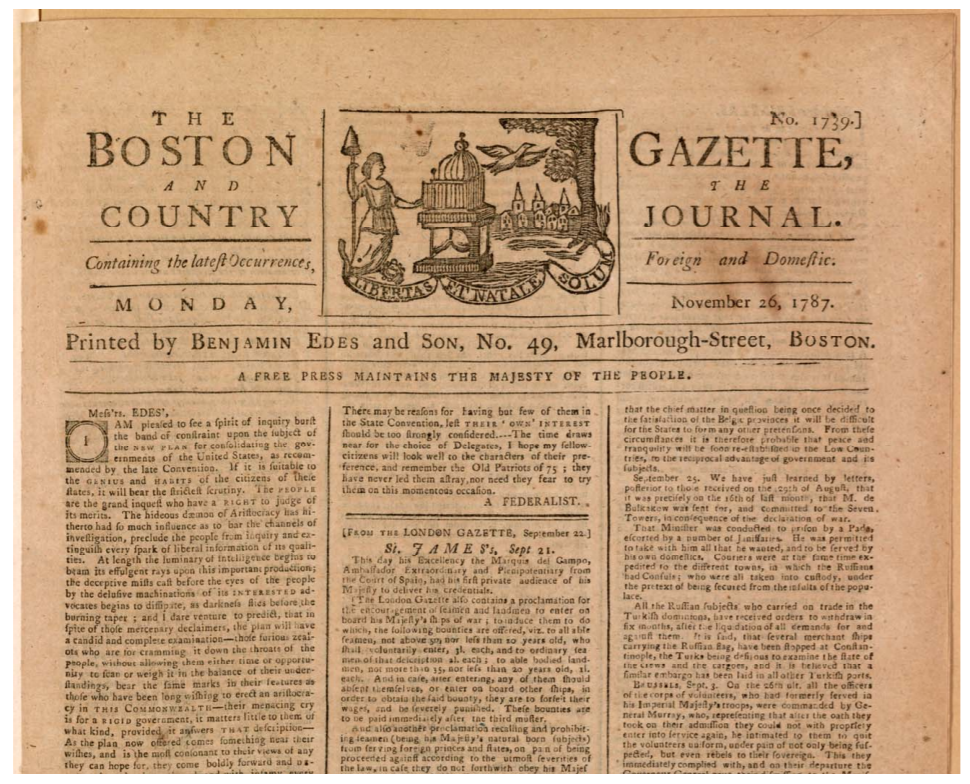 THE
BOSTON
AND
COUNTRY
Containing the lateſt Occurrences,
MONDAY,
LIBERTAS ET NATALE SOLUM
No. 1739.]
GAZETTE,
THE
JOURNAL.
Foreign and Domeſtic.
November 26, 1787.
Printed by BENJAMIN EDES and SON, No. 49, Marlborough-Street, BOSTON.
A FREE PRESS MAINTAINS THE MAJESTY OF THE PEOPLE.
Meſs'rs. EDES',
I AM pleaſed to ſee a ſpirit of inquiry burſt
the band of conſtraint upon the ſubject of
the NEW PLAN for conſolidating the gov-
ernments of the United States, as recom-
mended by the late Convention. If it is ſuitable to
the GENIUS and HABITS of the citizens of theſe
ſtates, it will bear the ſtricteſt ſcrutiny. The PEOPLE
are the grand inqueſt who have a RIGHT to judge of
its merits. The hideous dæmon of Ariſtocracy has hi-
therto had ſo much influence as to bar the channels of
inveſtigation, preclude the people from inquiry and ex-
tinguiſh every ſpark of liberal information of its quali-
ties. At length the luminary of intelligence begins to
beam its effulgent rays upon this important production;
the deceptive miſts caſt before the eyes of the people
by the deluſive machinations of its INTERESTED ad-
vocates begins to diſſipate, as darkneſs flies before the
burning taper ; and I dare venture to predict, that in
ſpite of thoſe mercenary declaimers, the plan will have
a candid and complete examination—thoſe furious zeal-
ots who are for cramming it down the throats of the
people, without allowing them either time or opportu-
nity to ſcan or weigh it in the balance of their under-
ſtandings, bear the ſame marks in their features as
thoſe who have been long wiſhing to erect an ariſtocra-
cy in THIS COMMONWEALTH—their menacing cry
is for a RIGID government, it matters little to them of
what kind, provided it anſwers THAT deſcription—
As the plan now offered comes ſomething near their
wiſhes, and is the moſt conſonant to their views of any
they can hope for, they come boldly forward and
There may be reaſons for having but few of them in
the State Convention, leſt THEIR 'OWN' INTEREST
ſhould be too ſtrongly conſidered....The time draws
near for the choice of Delegates, I hope my fellow-
citizens will look well to the characters of their pre-
ference, and remember the Old Patriots of 75 ; they
have never led them aſtray, nor need they fear to try
them on this momentous occaſion.
A FEDERALIST.
[FROM THE LONDON GAZETTE, September 22.]
St. JAMES's, Sept 21.
This day his Excellency the Marquis del Campo,
Ambaſſador Extraordinary and Plenipotentiary from
the Court of Spain, had his firſt private audience of his
Majeſty to deliver his credentials.
The London Gazette alſo contains a proclamation for
the encouragement of ſeamen and landmen to enter on
board his Majeſty's ſhips of war ; to induce them to do
which, the following bounties are offered, viz. to all able
ſeamen, not above 50, nor leſs than 20 years old, who
ſhall voluntarily enter, 3l. each, and to ordinary ſea
men of that deſcription 2l. each ; to able bodied land-
men, not more than 35, nor leſs than 20 years old, 1l.
each. And in caſe, after entering, any of them ſhould
abſent themſelves, or enter on board other ſhips, in
order to obtain the ſaid bounty, they are to forfeit their
wages, and be ſeverely puniſhed. Theſe bounties are
to be paid immediately after the third muſter.
And alſo another proclamation recalling and prohibit-
ing ſeamen (being his Majeſty's natural born ſubjects)
from ſerving foreign princes and ſtates, on pain of being
proceeded againſt according to the utmoſt ſeverities of
the law, in caſe they do not forthwith obey his Majeſ
that the chief matter in queſtion being once decided to
the ſatisfaction of the Belgic provinces it will be difficult
for the States to form any other pretenſions. From theſe
circumſtances it is therefore probable that peace and
tranquility will be ſoon re-eſtabliſhed in the Low Coun-
tries, to the reciprocal advantage of government and its
ſubjects.
September 25. We have juſt learned by letters,
poſterior to thoſe received on the 29th of Auguſt, that
it was preciſely on the 16th of laſt month, that M. de
Bulkakow was ſent for, and committed to the Seven
Towers, in conſequence of the declaration of war.
That Miniſter was conducted to priſon by a Pada,
eſcorted by a number of Janiſſaries. He was permitted
to take with him all that he wanted, and to be ſerved by
his own domeſtics. Couriers were at the ſame time ex-
pedited to the different towns, in which the Ruſſians
had Conſuls ; who were all taken into cuſtody, under
the pretext of being ſecured from the inſults of the popu-
lace.
All the Ruſſian ſubjects who carried on trade in the
Turkiſh dominions, have received orders to withdraw in
ſix months, after the liquidation of all demands for and
againſt them. It is ſaid, that ſeveral merchant ſhips
carrying the Ruſſian flag, have been ſtopped at Conſtan-
tinople, the Turks being deſirous to examine the ſtate of
the crews and the cargoes, and it is believed that a
ſimilar embargo has been laid in all other Turkiſh ports.
BRUSSELS, Sept. 3. On the 26th ult. all the officers
of the corps of volunteers, who had formerly ſerved in
his Imperial Majeſty's troops, were commanded by Ge-
neral Murray, who, repreſenting that after the oath they
took on their admiſſion they could not with propriety
enter into ſervice again, he intimated to them to quit
the volunteers uniform, under pain of not only being ſuſ-
pected, but even rebels to their ſovereign. This they
immediately complied with, and on their departure the